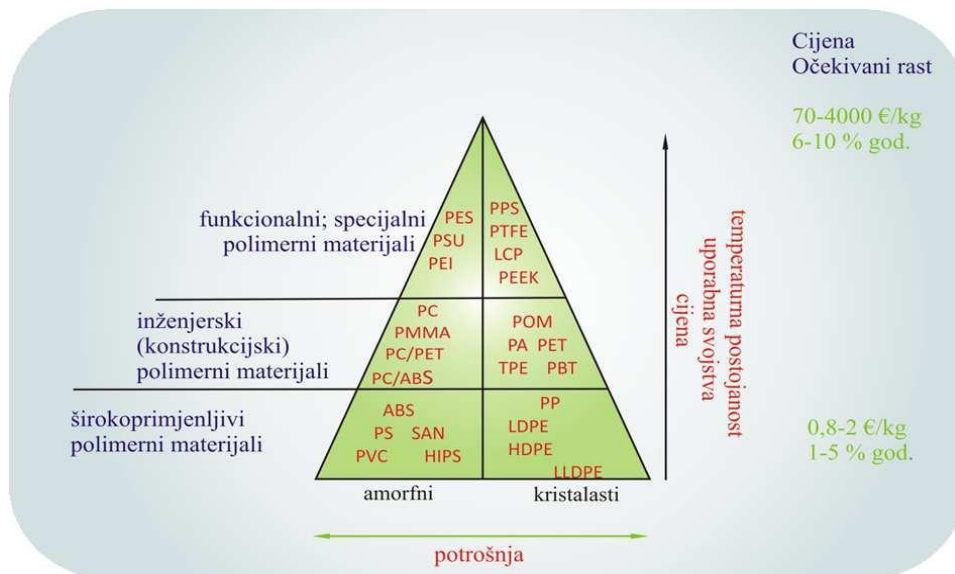 Cijena
Očekivani rast
70-4000 €/kg
6-10 % god.
funkcionalni; specijalni
polimerni materijali
PES
PSU
PEI
PPS
PTFE
LCP
PEEK
inženjerski
(konstrukcijski)
polimerni materijali
PC
PMMA
PC/PET
PC/ABS
POM
PA PET
TPE PBT
širokoprimjenljivi
polimerni materijali
ABS
PS SAN
PVC HIPS
PP
LDPE
HDPE
LLDPE
amorfni
kristalasti
potrošnja
temperaturna postojanost
uporabna svojstva
cijena
0,8-2 €/kg
1-5 % god.